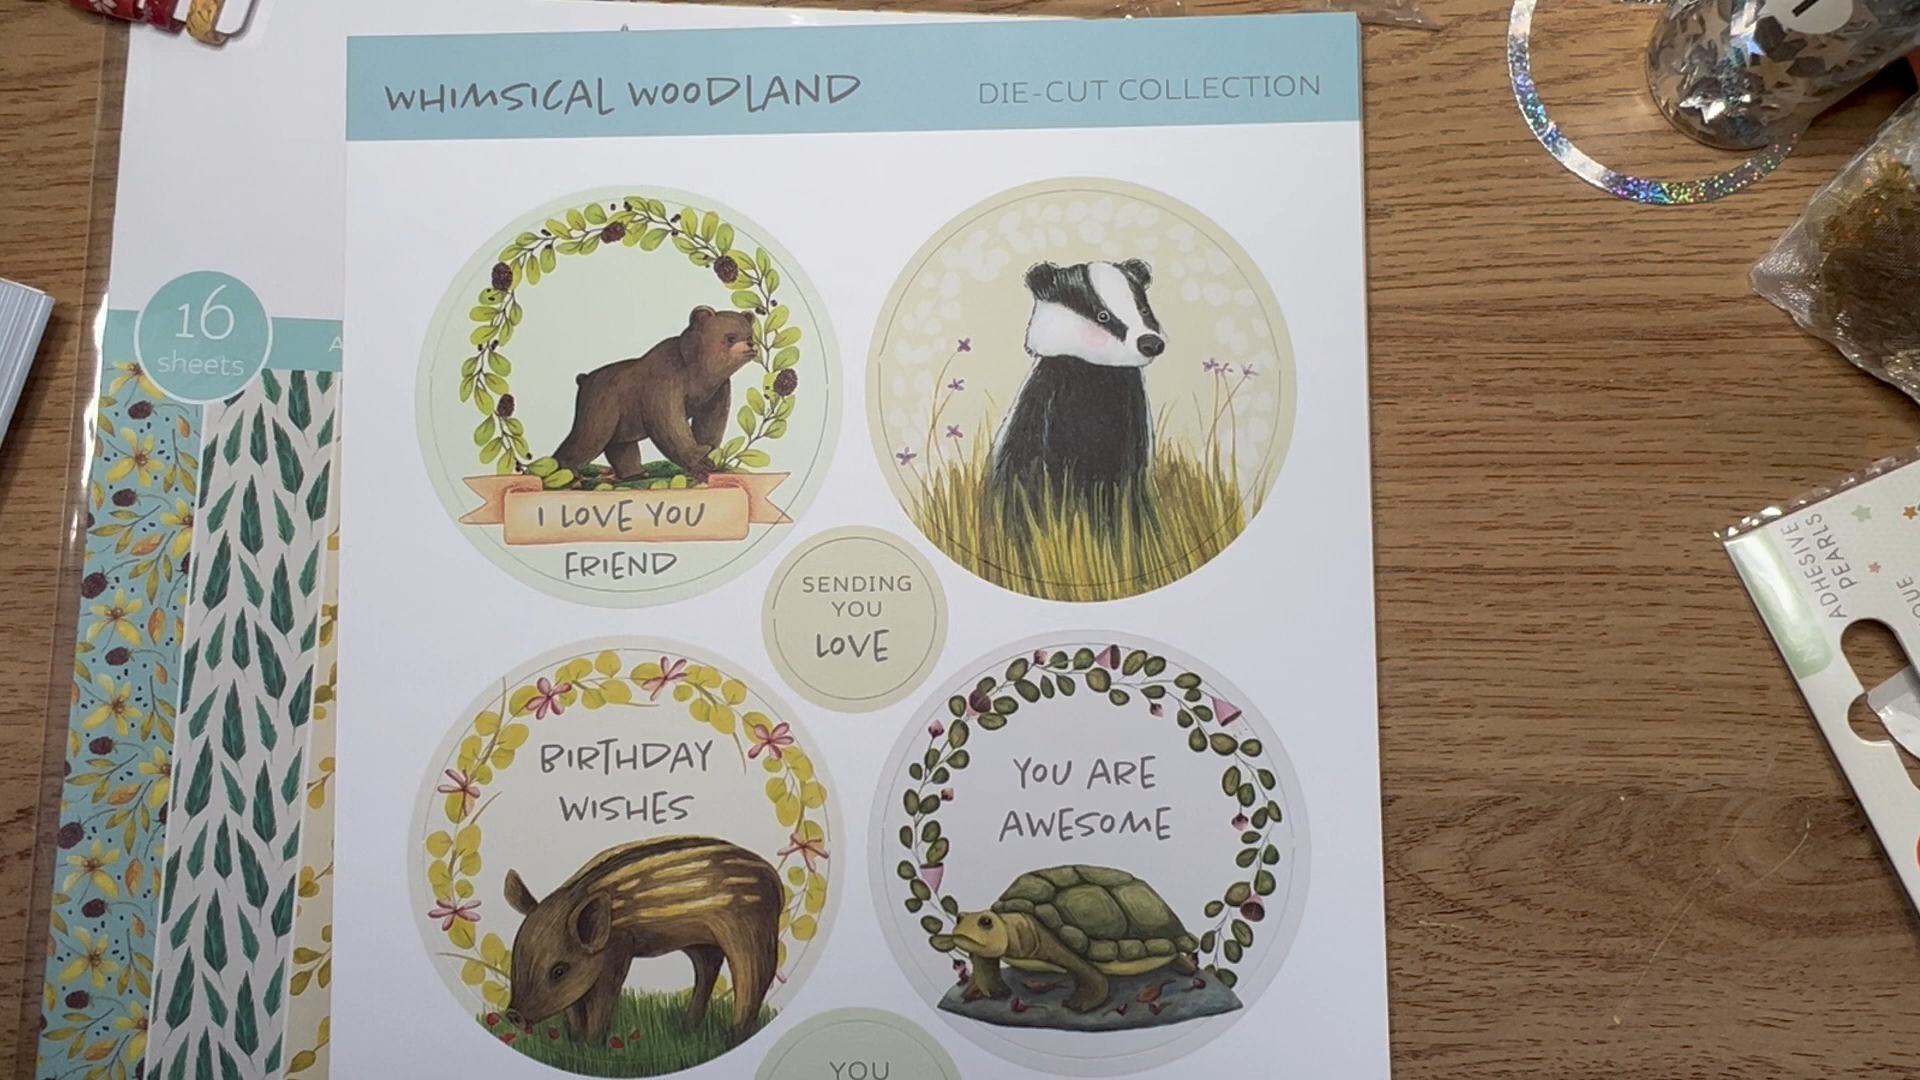 WHIMSICAL WOODLAND
DIE-CUT COLLECTION
16
sheets
A
I LOVE YOU
FRIEND
SENDING
YOU
LOVE
BIRTHDAY
WISHES
YOU ARE
AWESOME
YOU
ADHESIVE
PEARLS